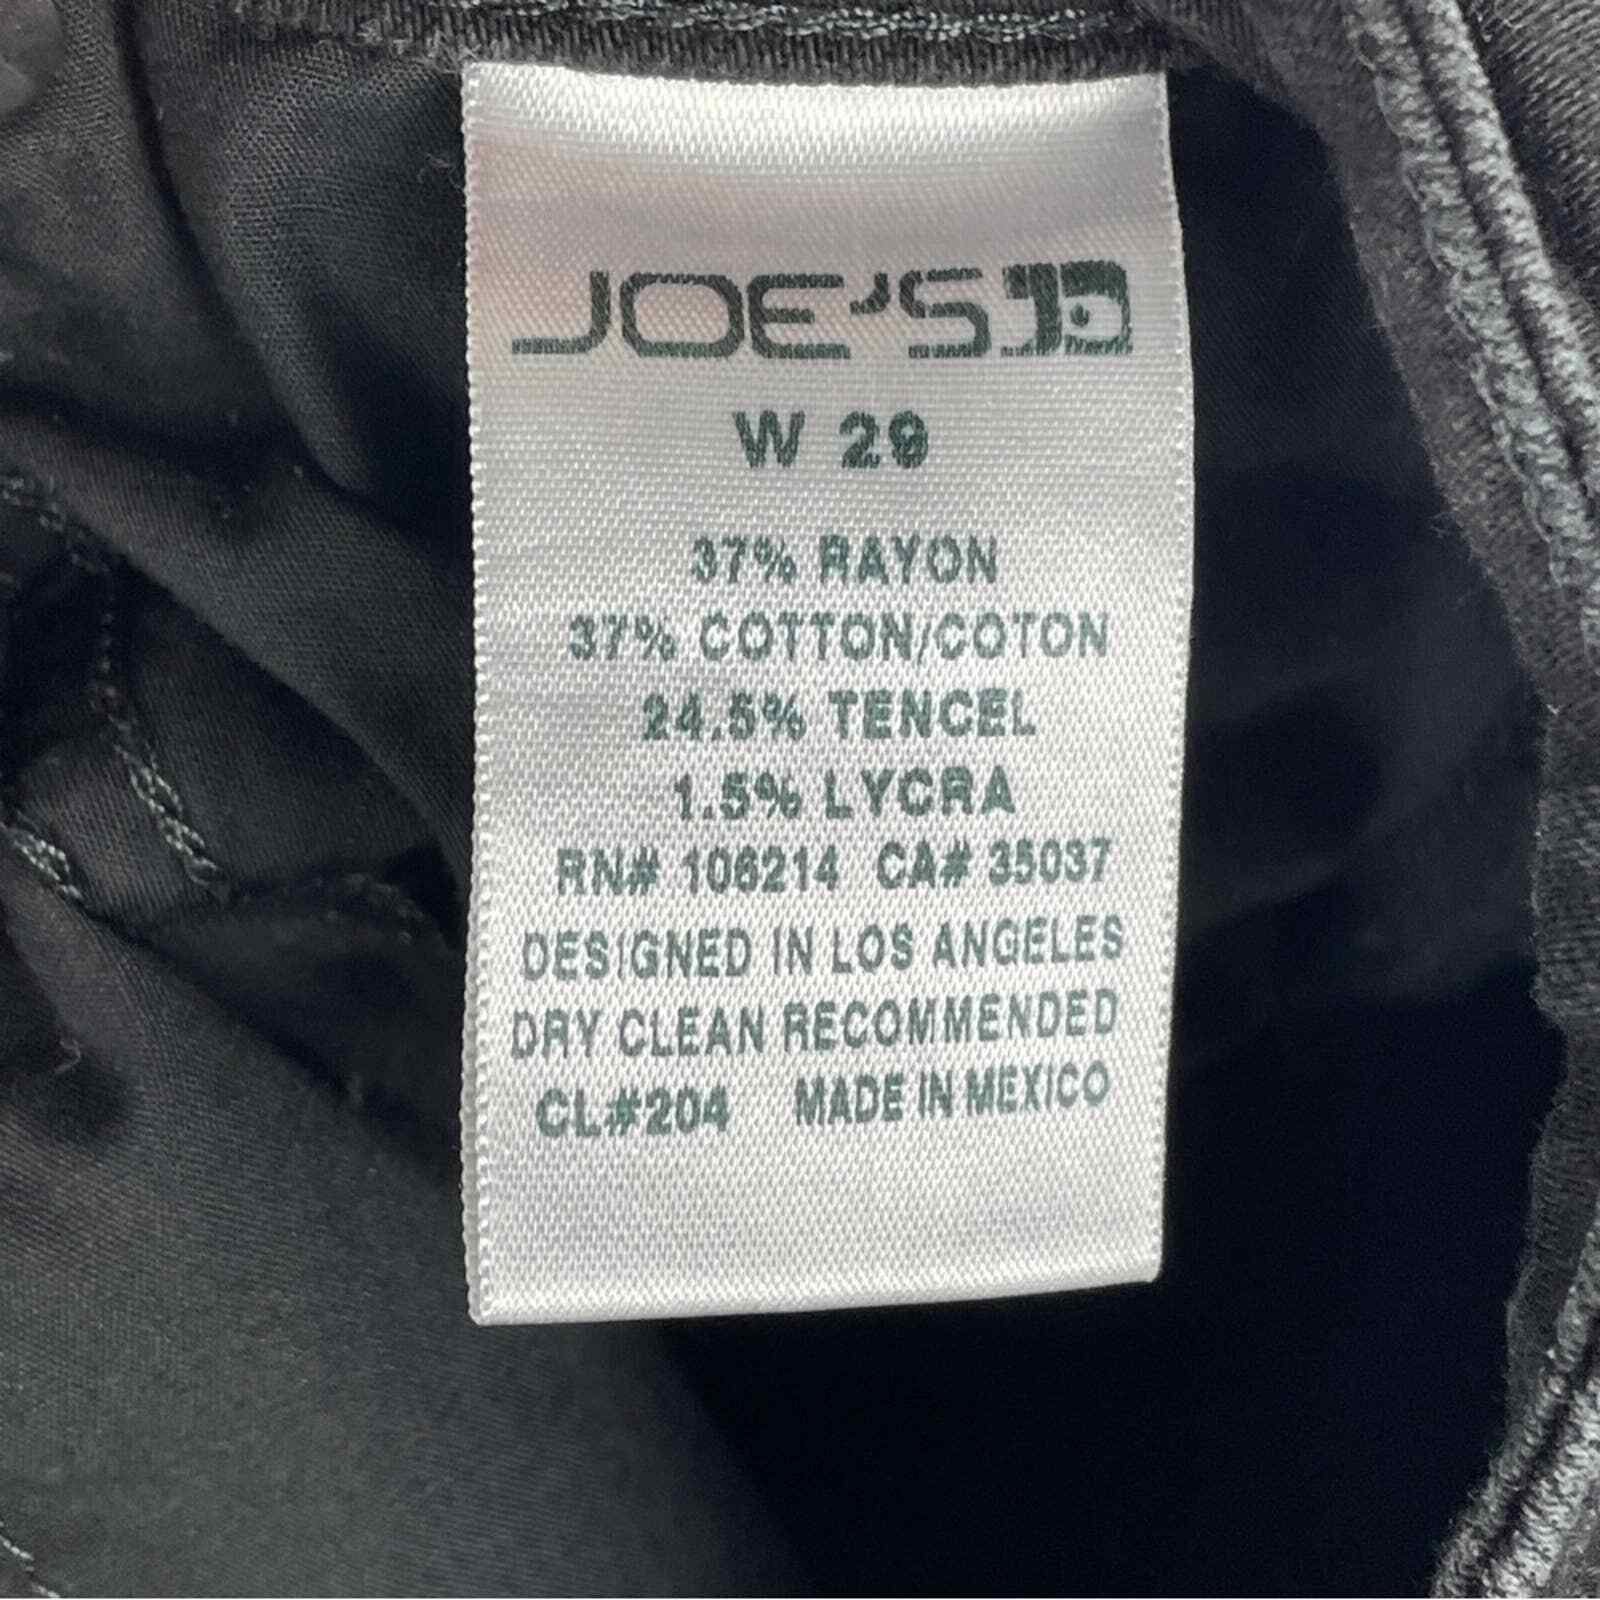 JOE'S
W 29
37% RAYON
37% COTTON/COTON
24.5% TENCEL
1.5% LYCRA
RN# 106214 CA# 35037
DESIGNED IN LOS ANGELES
DRY CLEAN RECOMMENDED
CL#204 MADE IN MEXICO